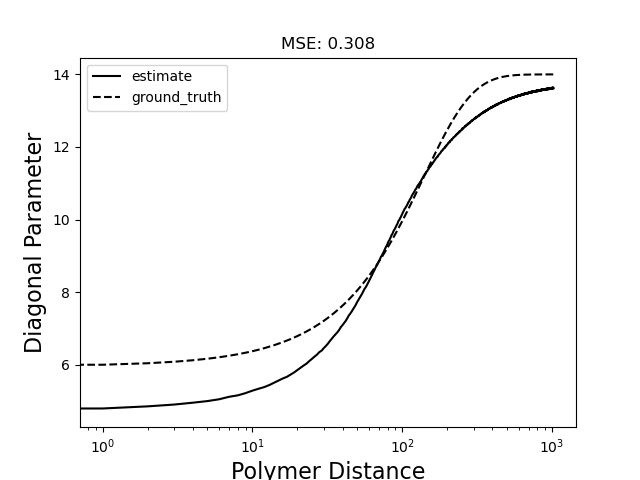 MSE: 0.308
estimate
ground_truth
Diagonal Parameter
14
12
10
8
6
10⁰ 10¹ 10² 10³
Polymer Distance